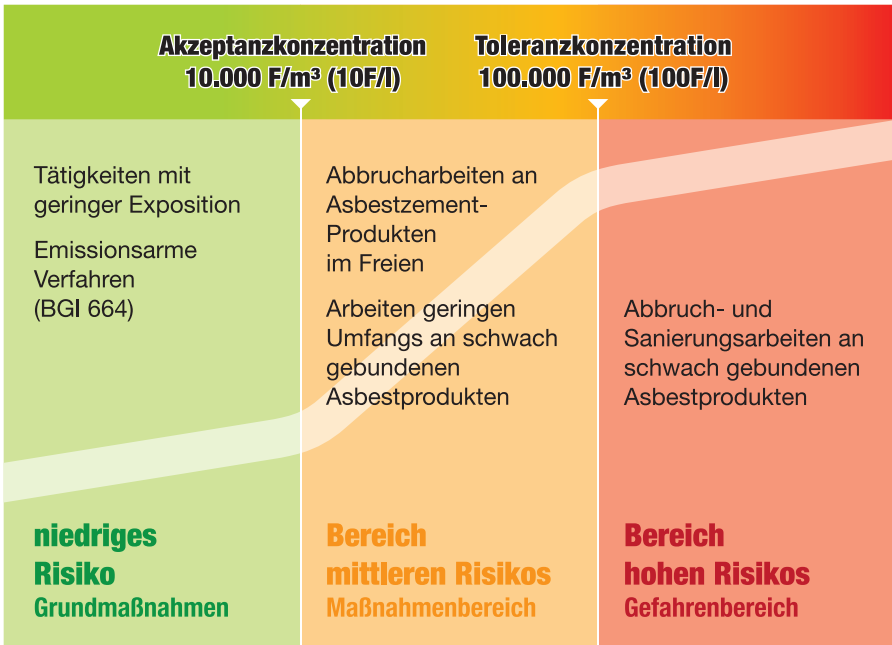 Akzeptanzkonzentration
10.000 F/m³ (10F/l)
Toleranzkonzentration
100.000 F/m³ (100F/l)
Tätigkeiten mit
geringer Exposition
Emissionsarme
Verfahren
(BGI 664)
niedriges
Risiko
Grundmaßnahmen
Abbrucharbeiten an
Asbestzement-
Produkten
im Freien
Arbeiten geringen
Umfangs an schwach
gebundenen
Asbestprodukten
Bereich
mittleren Risikos
Maßnahmenbereich
Abbruch- und
Sanierungsarbeiten an
schwach gebundenen
Asbestprodukten
Bereich
hohen Risikos
Gefahrenbereich